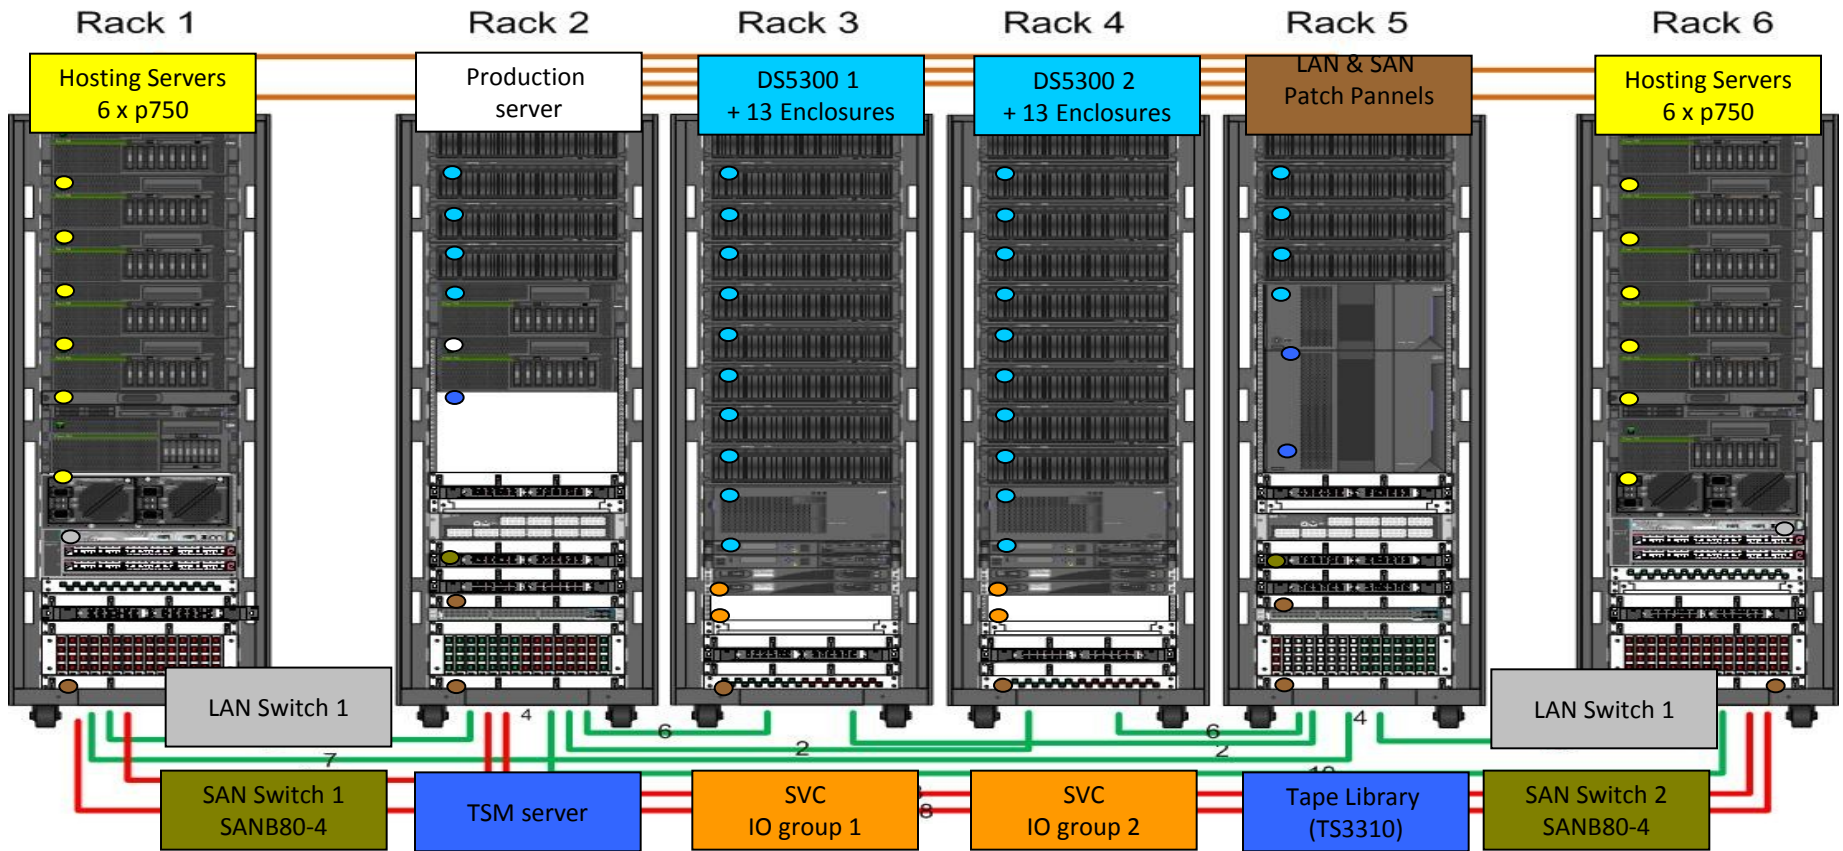 Rack 1
Rack 2
Rack 3
Rack 4
Rack 5
Rack 6
Hosting Servers
6 x p750
Production
server
DS5300 1
+ 13 Enclosures
DS5300 2
+ 13 Enclosures
LAN & SAN
Patch Pannels
Hosting Servers
6 x p750
LAN Switch 1
4
6
2
7
6
2
4
LAN Switch 1
SAN Switch 1
SANB80-4
TSM server
SVC
IO group 1
8
SVC
IO group 2
Tape Library
(TS3310)
SAN Switch 2
SANB80-4